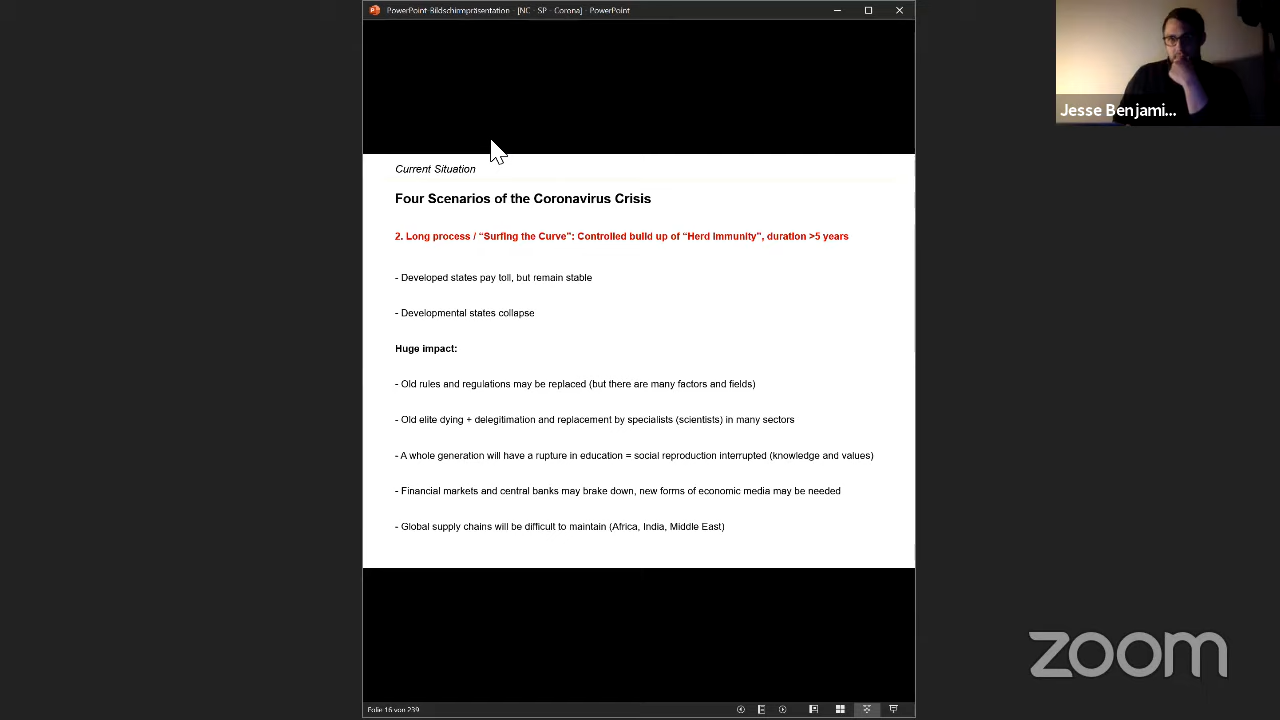 PowerPoint-Bildschirmpräsentation - [NC - SP - Corona] - PowerPoint
Jesse Benjami...
Current Situation
Four Scenarios of the Coronavirus Crisis
2. Long process / “Surfing the Curve”: Controlled build up of “Herd Immunity”, duration >5 years
- Developed states pay toll, but remain stable
- Developmental states collapse
Huge impact:
- Old rules and regulations may be replaced (but there are many factors and fields)
- Old elite dying + delegitimation and replacement by specialists (scientists) in many sectors
- A whole generation will have a rupture in education = social reproduction interrupted (knowledge and values)
- Financial markets and central banks may brake down, new forms of economic media may be needed
- Global supply chains will be difficult to maintain (Africa, India, Middle East)
zoom
Folie 16 von 239